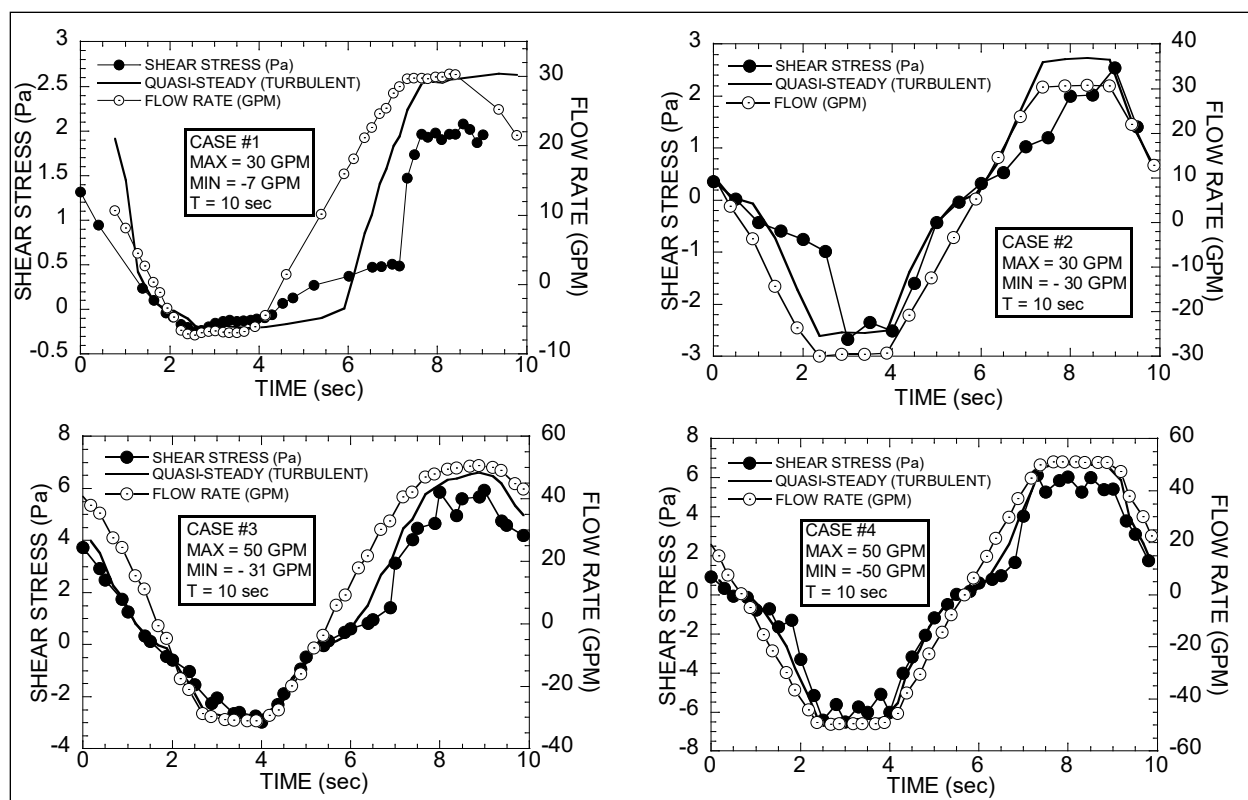 SHEAR STRESS (Pa)
3
2.5
2
1.5
1
0.5
0
-0.5
SHEAR STRESS (Pa)
QUASI-STEADY (TURBULENT)
FLOW RATE (GPM)
CASE #1
MAX = 30 GPM
MIN = -7 GPM
T = 10 sec
30
20
10
0
-10
FLOW RATE (GPM)
0 2 4 6 8 10
TIME (sec)
SHEAR STRESS (Pa)
3
2
1
0
-1
-2
-3
SHEAR STRESS (Pa)
QUASI-STEADY (TURBULENT)
FLOW (GPM)
CASE #2
MAX = 30 GPM
MIN = - 30 GPM
T = 10 sec
40
30
20
10
0
-10
-20
-30
FLOW RATE (GPM)
0 2 4 6 8 10
TIME (sec)
SHEAR STRESS (Pa)
8
6
4
2
0
-2
-4
SHEAR STRESS (Pa)
QUASI-STEADY (TURBULENT)
FLOW RATE (GPM)
CASE #3
MAX = 50 GPM
MIN = - 31 GPM
T = 10 sec
60
40
20
0
-20
-40
FLOW RATE (GPM)
0 2 4 6 8 10
TIME (sec)
SHEAR STRESS (Pa)
8
6
4
2
0
-2
-4
-6
-8
SHEAR STRESS (Pa)
QUASI-STEADY (TURBULENT)
FLOW RATE (GPM)
CASE #4
MAX = 50 GPM
MIN = -50 GPM
T = 10 sec
60
40
20
0
-20
-40
-60
FLOW RATE (GPM)
0 2 4 6 8 10
TIME (sec)